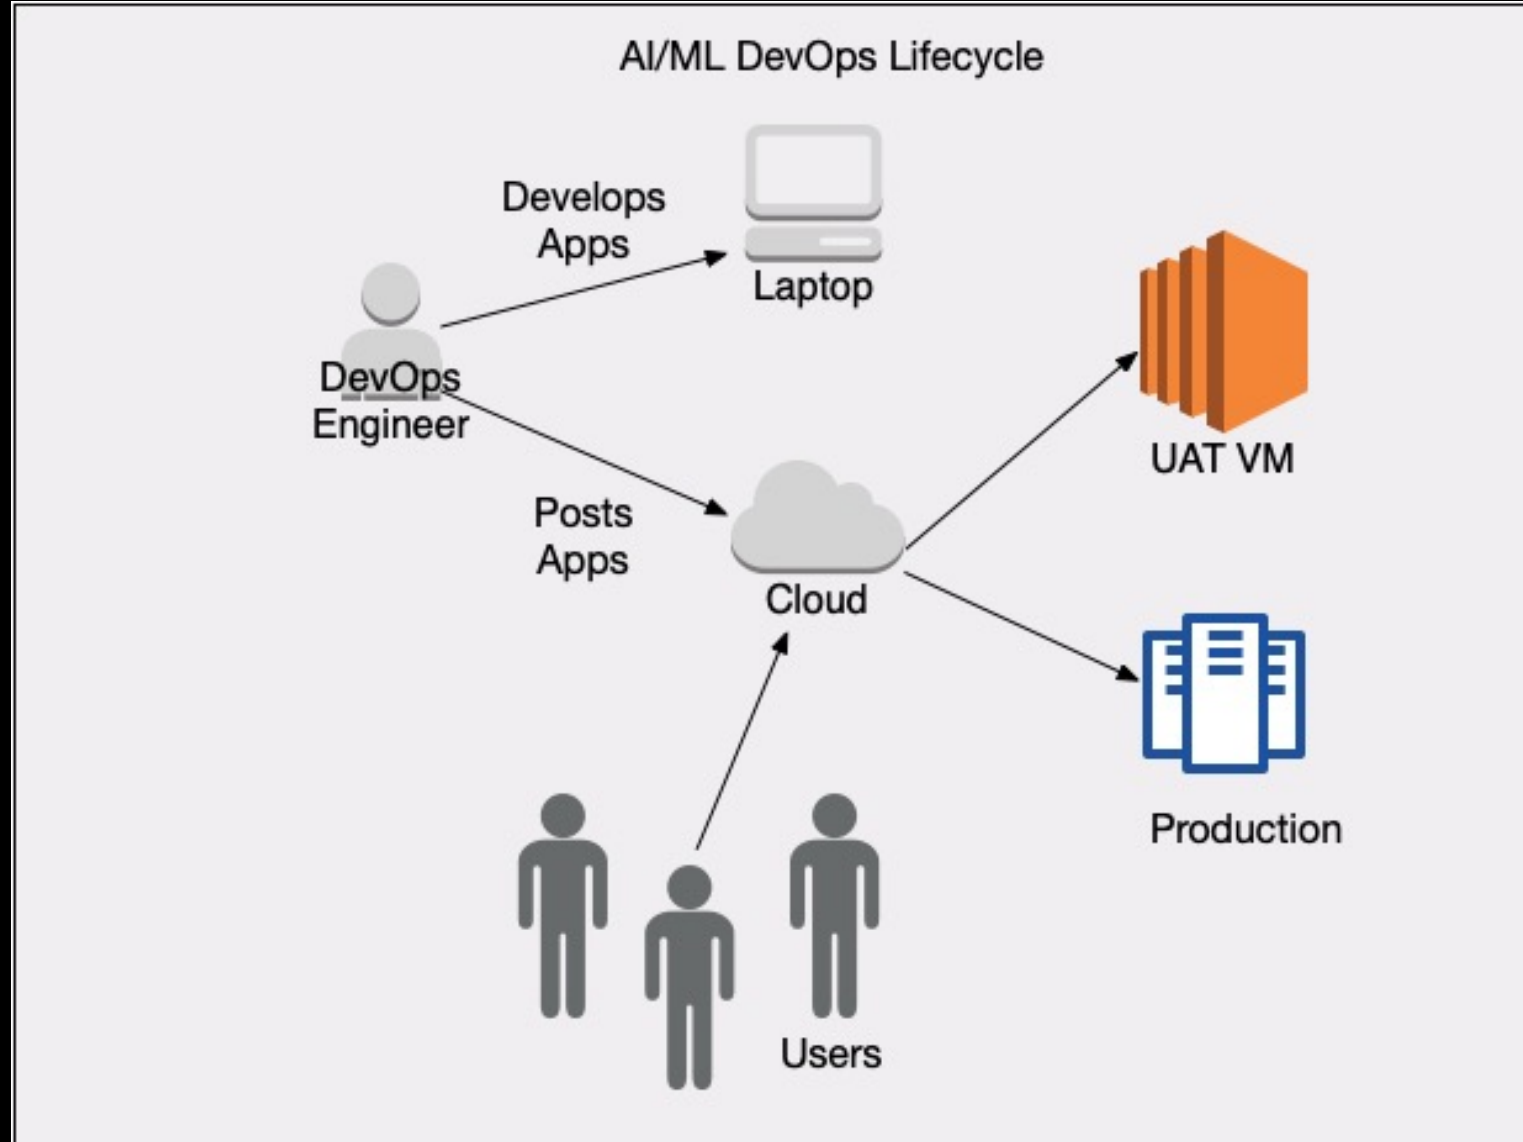 AI/ML DevOps Lifecycle
Develops
Apps
Laptop
DevOps
Engineer
UAT VM
Posts
Apps
Cloud
Production
Users